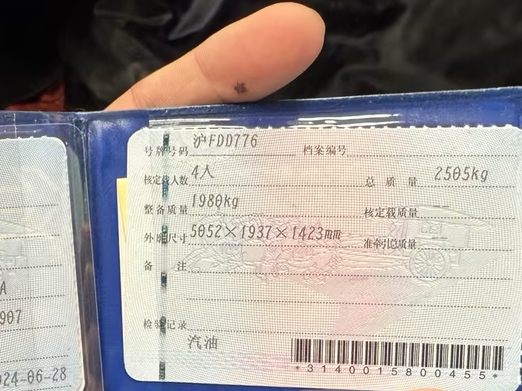 号牌号码 沪FDD776 档案编号
核定载人数 4人 总质量 2505kg
整备质量 1980kg 核定载质量
外廓尺寸 5052×1937×1423mm 准牵引总质量
备注
检验记录
汽油
*3140015800455*
A
907
024-06-28